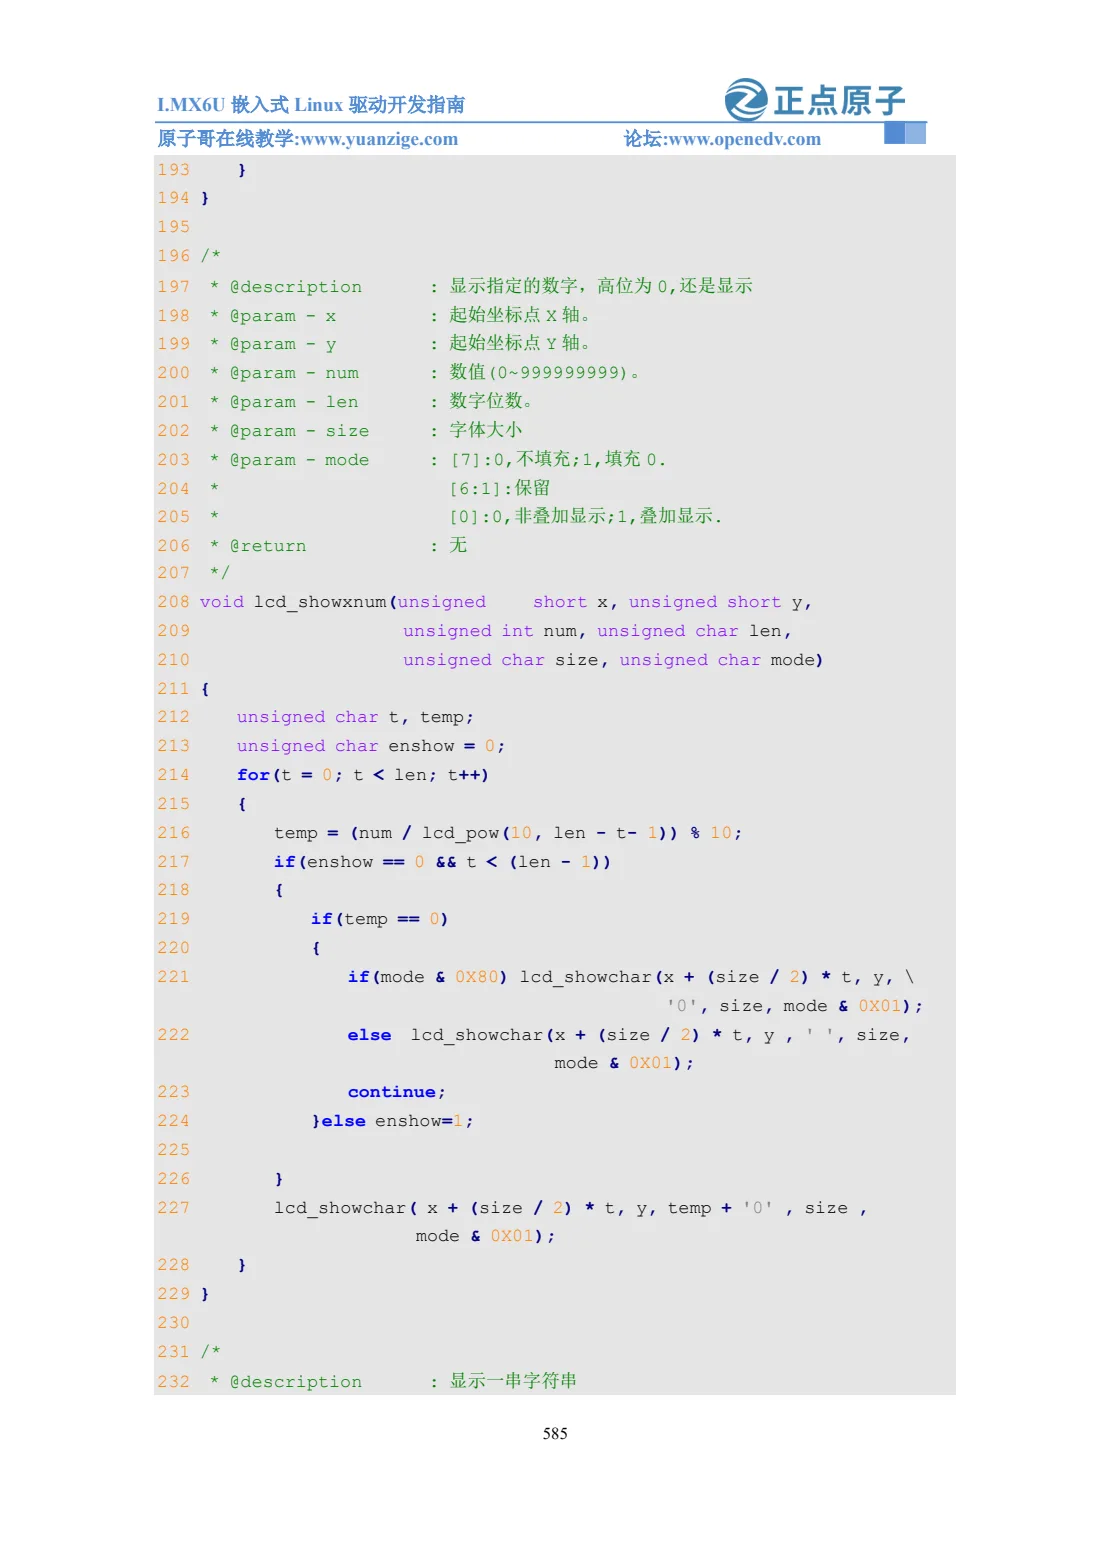 I.MX6U 嵌入式 Linux 驱动开发指南
正点原子
原子哥在线教学:www.yuanzige.com 论坛:www.openedv.com
193     }
194 }
195
196 /*
197  * @description      : 显示指定的数字，高位为 0,还是显示
198  * @param - x        : 起始坐标点 X 轴。
199  * @param - y        : 起始坐标点 Y 轴。
200  * @param - num      : 数值(0~999999999)。
201  * @param - len      : 数字位数。
202  * @param - size     : 字体大小
203  * @param - mode     : [7]:0,不填充;1,填充 0.
204  *                     [6:1]:保留
205  *                     [0]:0,非叠加显示;1,叠加显示.
206  * @return           : 无
207  */
208 void lcd_showxnum(unsigned    short x, unsigned short y,
209                   unsigned int num, unsigned char len,
210                   unsigned char size, unsigned char mode)
211 {
212     unsigned char t, temp;
213     unsigned char enshow = 0;
214     for(t = 0; t < len; t++)
215     {
216         temp = (num / lcd_pow(10, len - t- 1)) % 10;
217         if(enshow == 0 && t < (len - 1))
218         {
219             if(temp == 0)
220             {
221                 if(mode & 0X80) lcd_showchar(x + (size / 2) * t, y, \
'0', size, mode & 0X01);
222                 else  lcd_showchar(x + (size / 2) * t, y , ' ', size,
mode & 0X01);
223                 continue;
224             }else enshow=1;
225
226         }
227         lcd_showchar( x + (size / 2) * t, y, temp + '0' , size ,
mode & 0X01);
228     }
229 }
230
231 /*
232  * @description      : 显示一串字符串
585